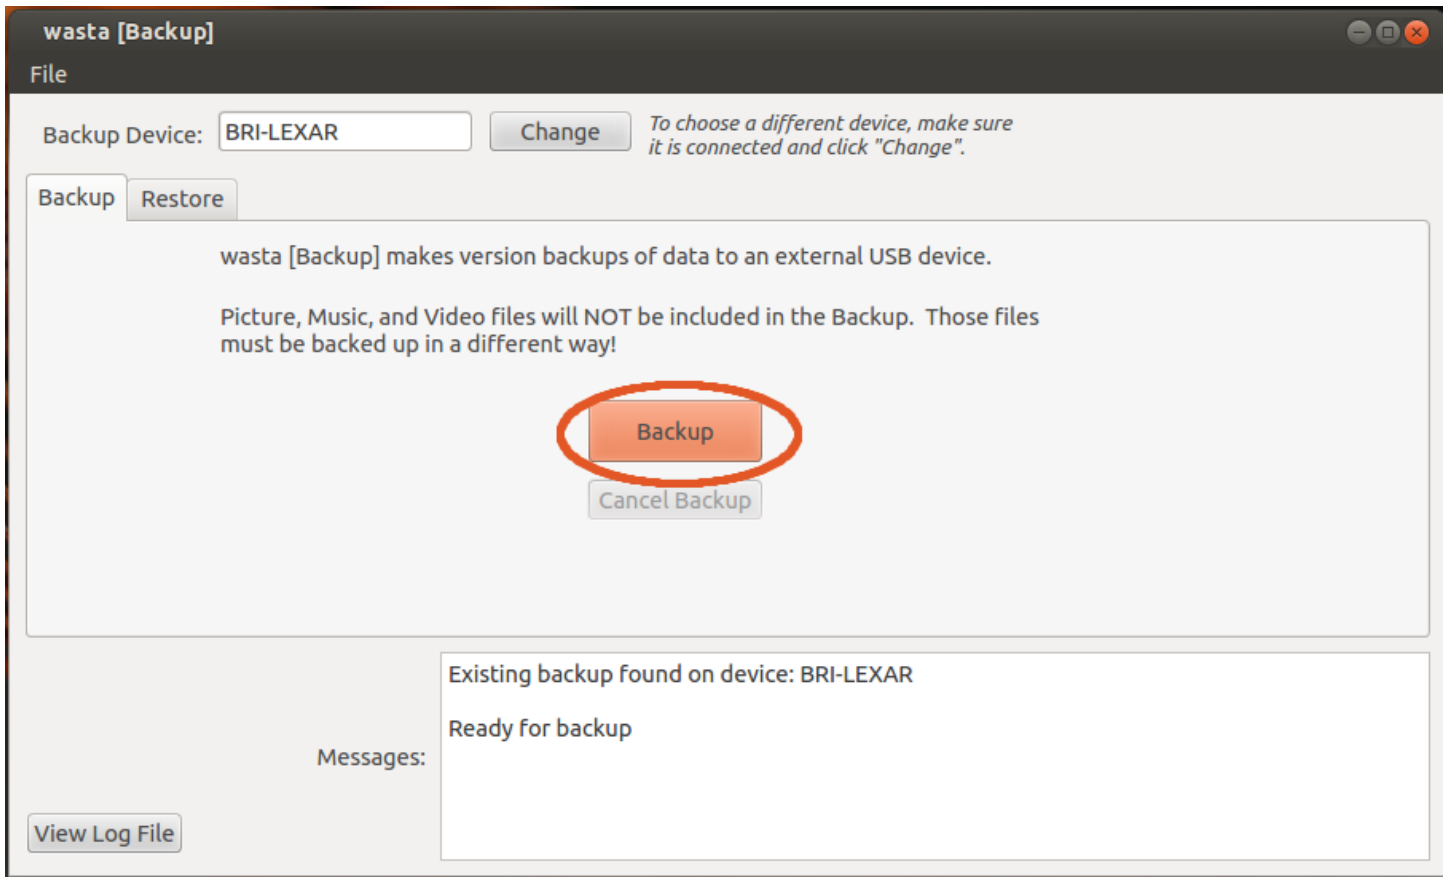 wasta [Backup]
File
Backup Device: BRI-LEXAR Change To choose a different device, make sure
it is connected and click "Change".
Backup Restore
wasta [Backup] makes version backups of data to an external USB device.
Picture, Music, and Video files will NOT be included in the Backup.  Those files
must be backed up in a different way!
Backup
Cancel Backup
Existing backup found on device: BRI-LEXAR
Ready for backup
Messages:
View Log File